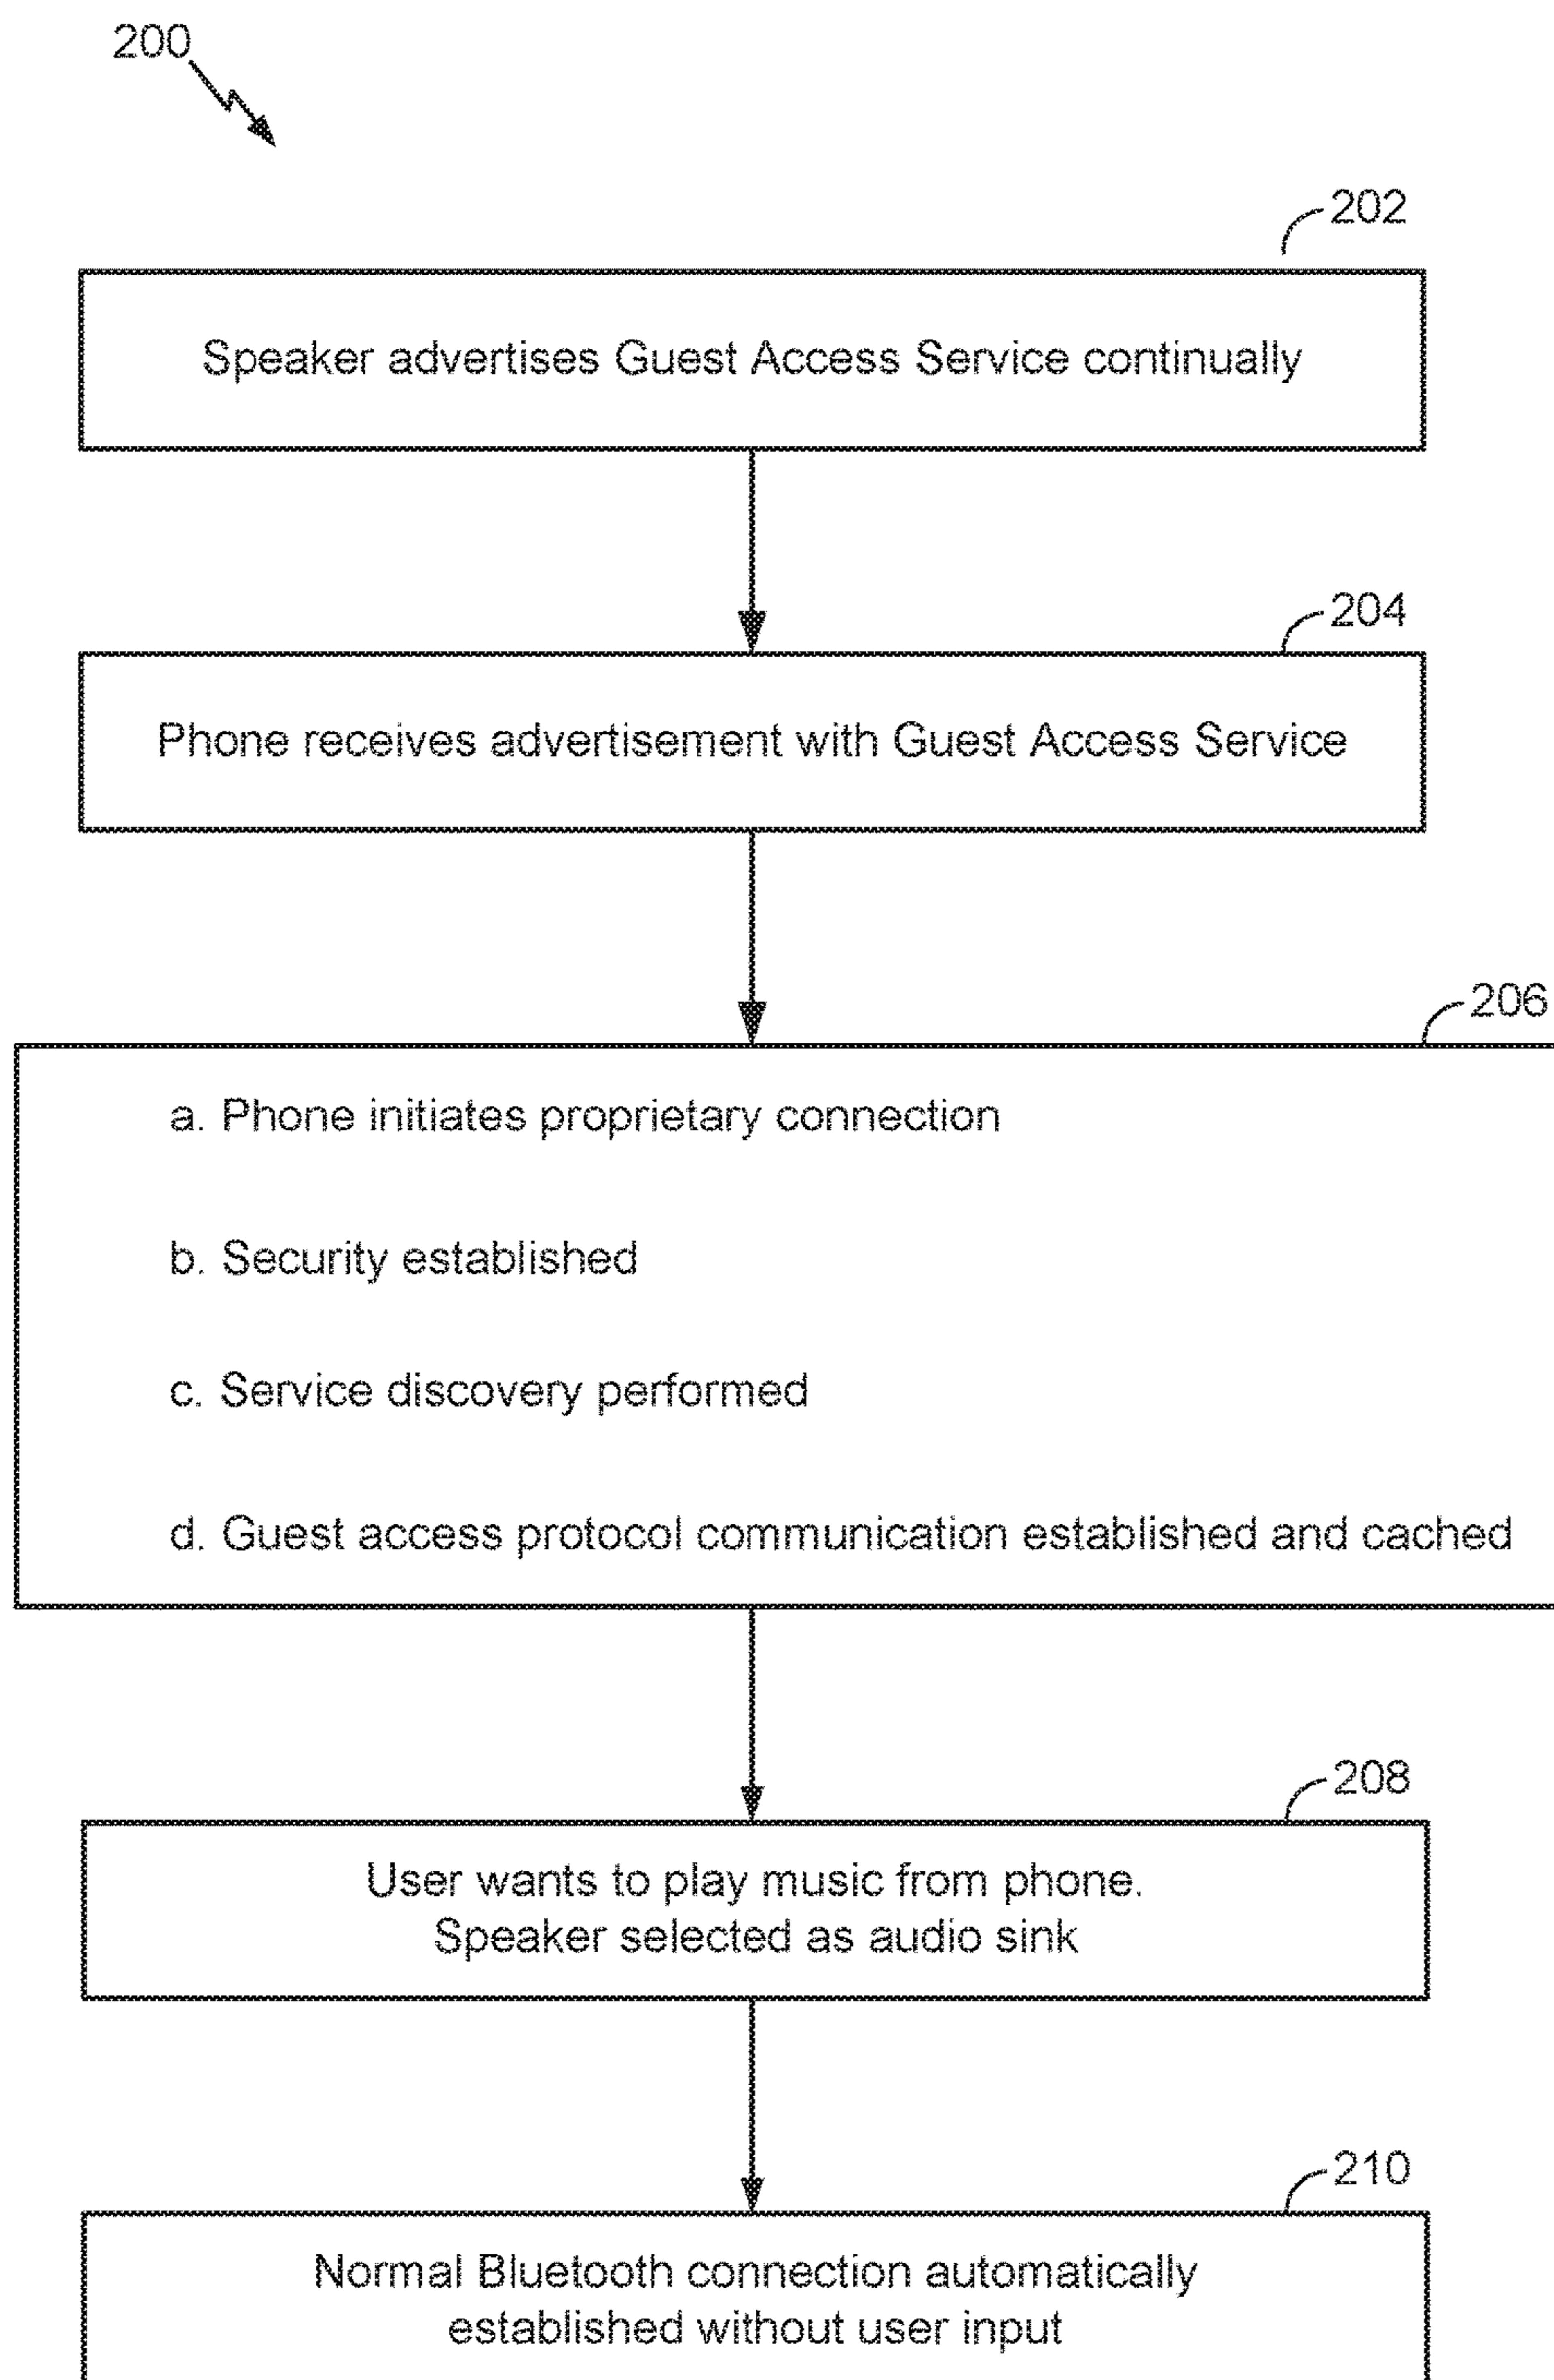 200
202
Speaker advertises Guest Access Service continually
204
Phone receives advertisement with Guest Access Service
206
a. Phone initiates proprietary connection
b. Security established
c. Service discovery performed
d. Guest access protocol communication established and cached
208
User wants to play music from phone.
Speaker selected as audio sink
210
Normal Bluetooth connection automatically
established without user input